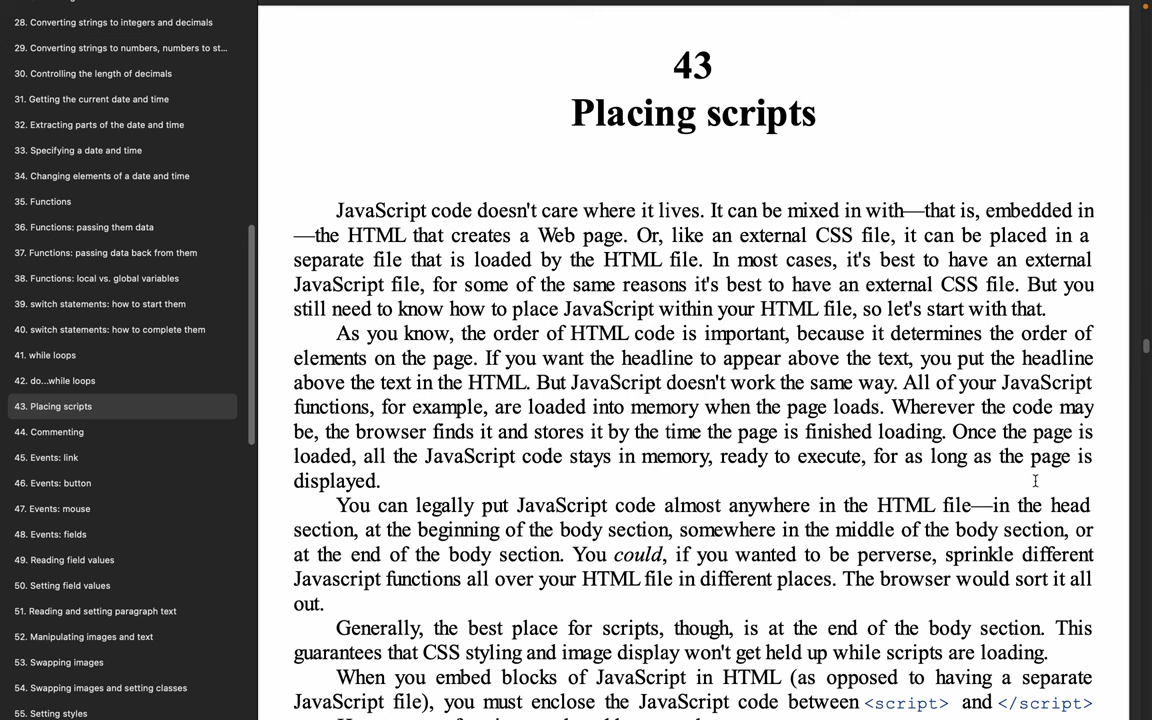 28. Converting strings to integers and decimals
29. Converting strings to numbers, numbers to st...
30. Controlling the length of decimals
31. Getting the current date and time
32. Extracting parts of the date and time
33. Specifying a date and time
34. Changing elements of a date and time
35. Functions
36. Functions: passing them data
37. Functions: passing data back from them
38. Functions: local vs. global variables
39. switch statements: how to start them
40. switch statements: how to complete them
41. while loops
42. do...while loops
43. Placing scripts
44. Commenting
45. Events: link
46. Events: button
47. Events: mouse
48. Events: fields
49. Reading field values
50. Setting field values
51. Reading and setting paragraph text
52. Manipulating images and text
53. Swapping images
54. Swapping images and setting classes
55. Setting styles
43
Placing scripts
JavaScript code doesn't care where it lives. It can be mixed in with—that is, embedded in
—the HTML that creates a Web page. Or, like an external CSS file, it can be placed in a
separate file that is loaded by the HTML file. In most cases, it's best to have an external
JavaScript file, for some of the same reasons it's best to have an external CSS file. But you
still need to know how to place JavaScript within your HTML file, so let's start with that.
As you know, the order of HTML code is important, because it determines the order of
elements on the page. If you want the headline to appear above the text, you put the headline
above the text in the HTML. But JavaScript doesn't work the same way. All of your JavaScript
functions, for example, are loaded into memory when the page loads. Wherever the code may
be, the browser finds it and stores it by the time the page is finished loading. Once the page is
loaded, all the JavaScript code stays in memory, ready to execute, for as long as the page is
displayed.
You can legally put JavaScript code almost anywhere in the HTML file—in the head
section, at the beginning of the body section, somewhere in the middle of the body section, or
at the end of the body section. You could, if you wanted to be perverse, sprinkle different
Javascript functions all over your HTML file in different places. The browser would sort it all
out.
Generally, the best place for scripts, though, is at the end of the body section. This
guarantees that CSS styling and image display won't get held up while scripts are loading.
When you embed blocks of JavaScript in HTML (as opposed to having a separate
JavaScript file), you must enclose the JavaScript code between <script> and </script>